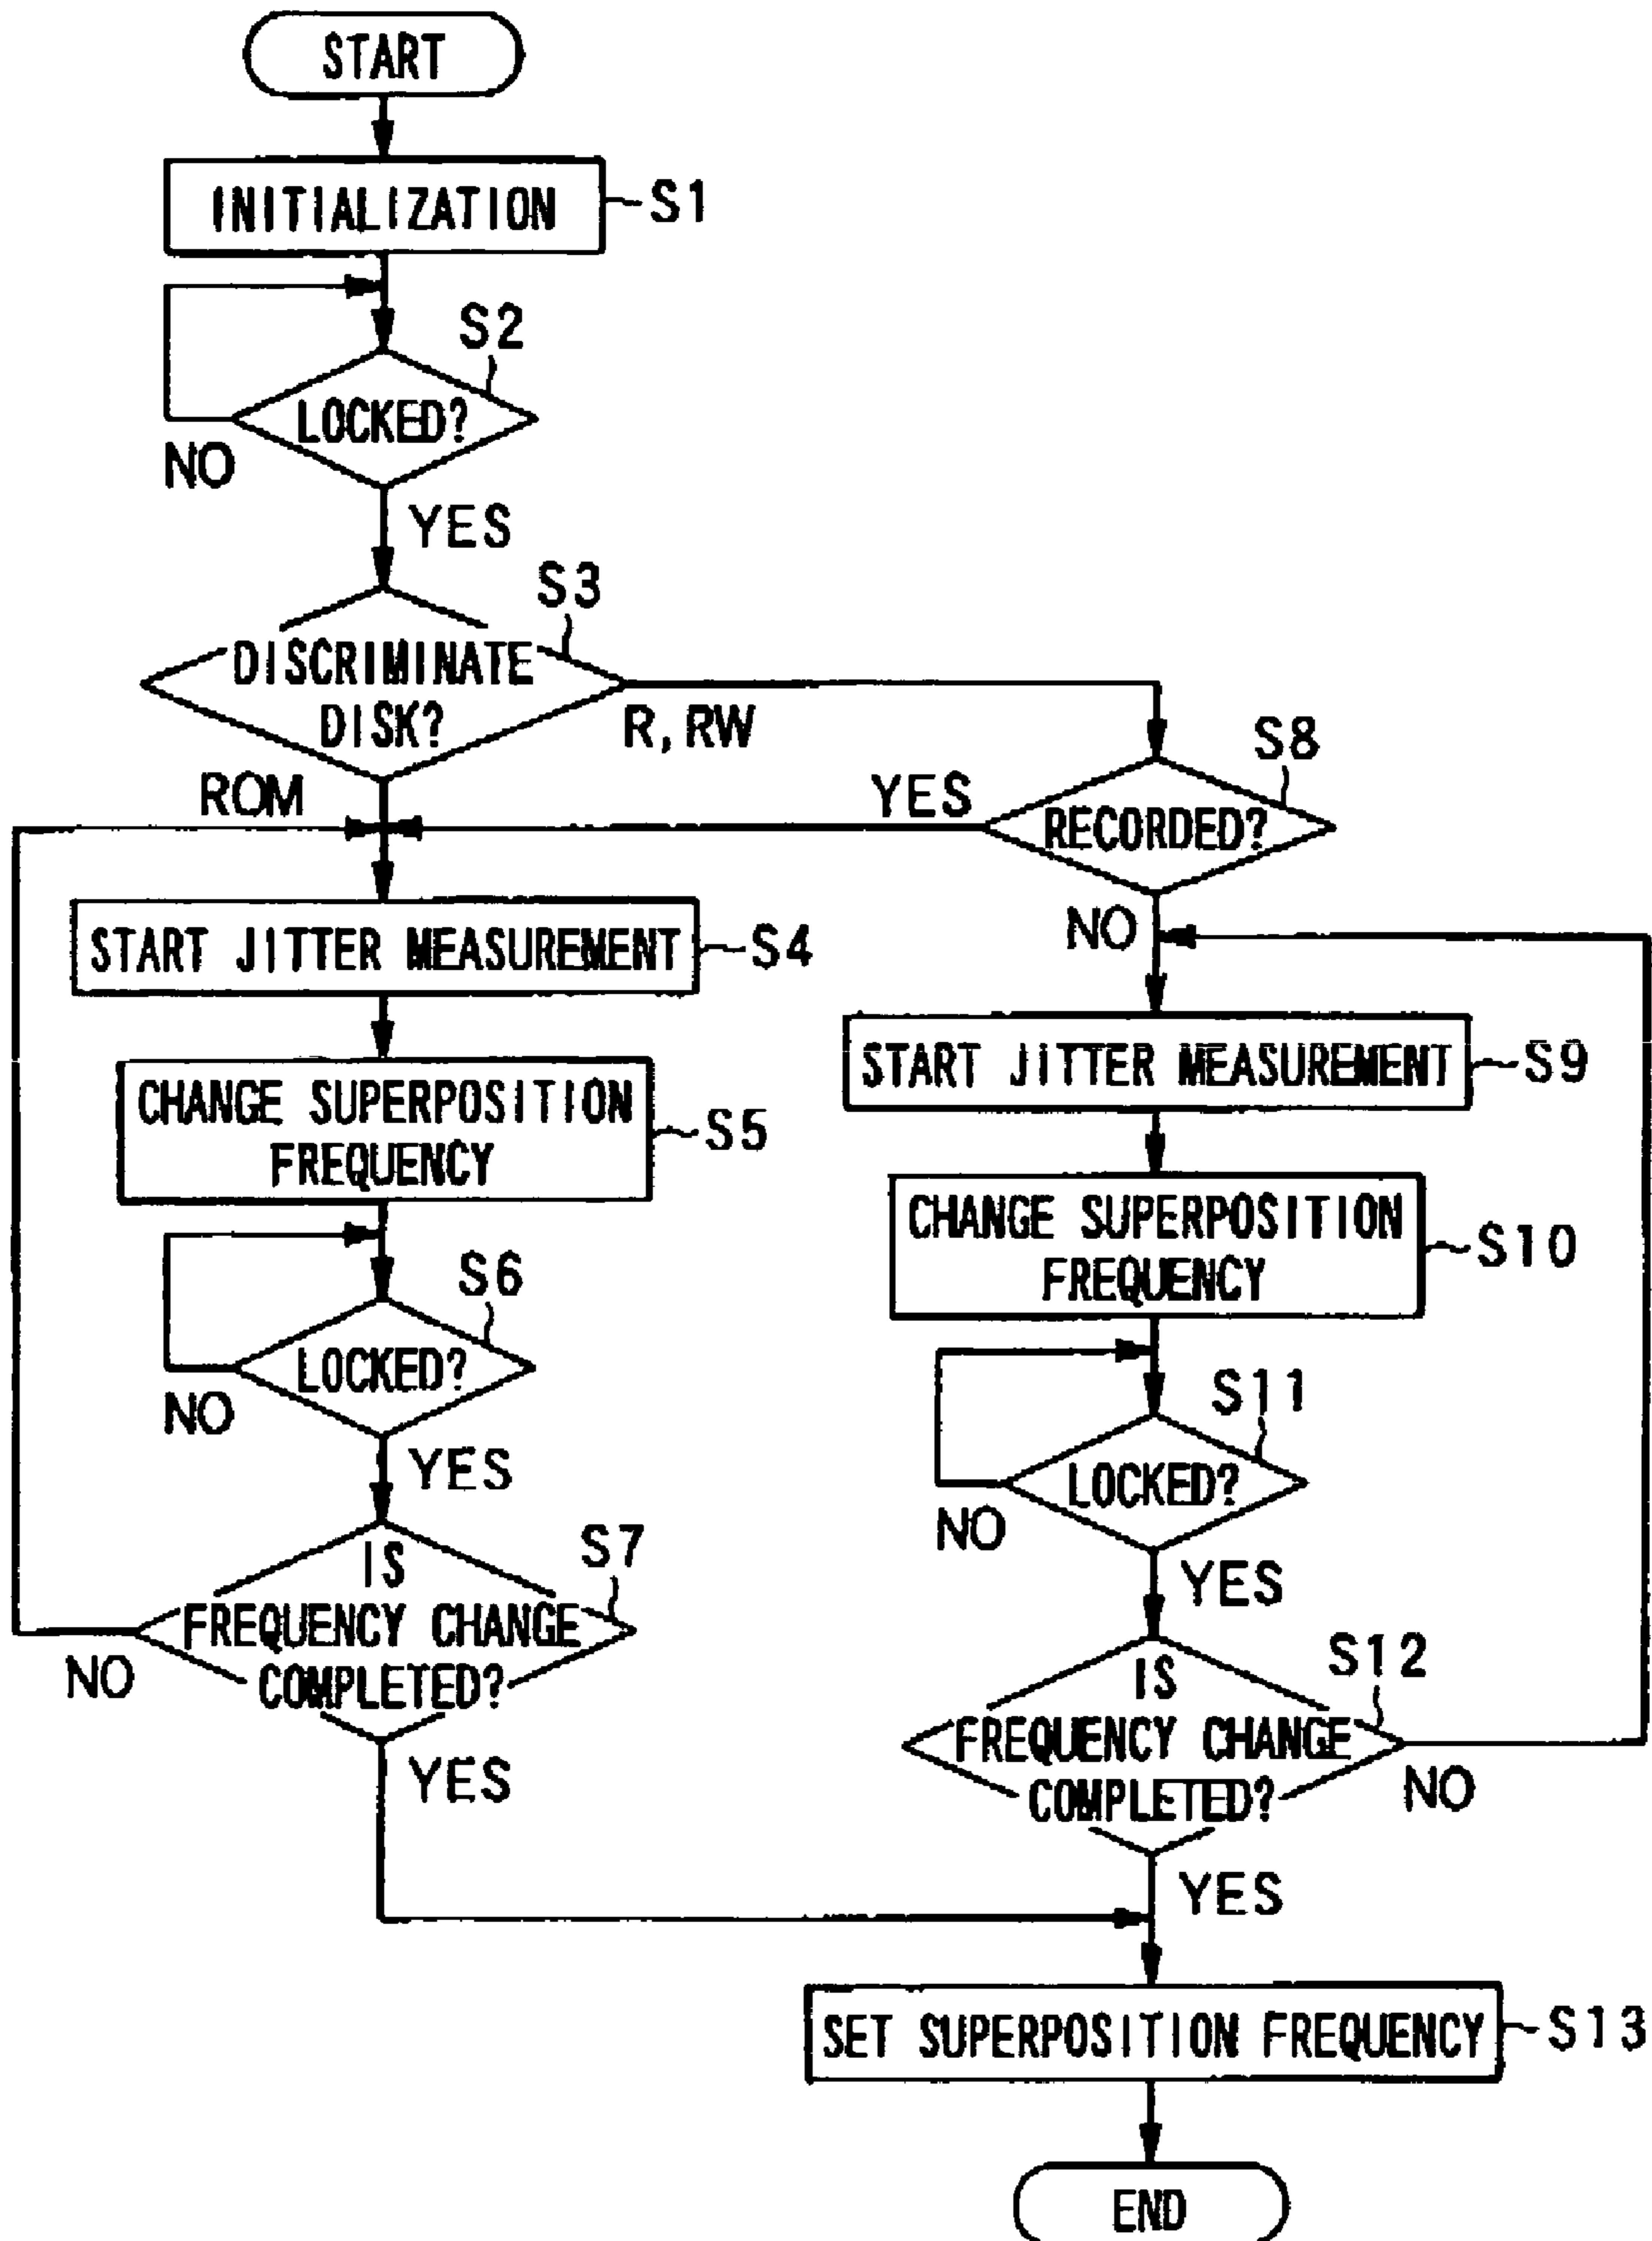 START
INITIALIZATION
S1
S2
LOCKED?
NO
YES
S3
DISCRIMINATE
DISK?
R, RW
ROM
S8
YES
RECORDED?
NO
START JITTER MEASUREMENT
S4
START JITTER MEASUREMENT
S9
CHANGE SUPERPOSITION
FREQUENCY
S5
CHANGE SUPERPOSITION
FREQUENCY
S10
S6
LOCKED?
NO
YES
S11
LOCKED?
NO
YES
S7
IS
FREQUENCY CHANGE
COMPLETED?
NO
YES
S12
IS
FREQUENCY CHANGE
COMPLETED?
NO
YES
SET SUPERPOSITION FREQUENCY
S13
END